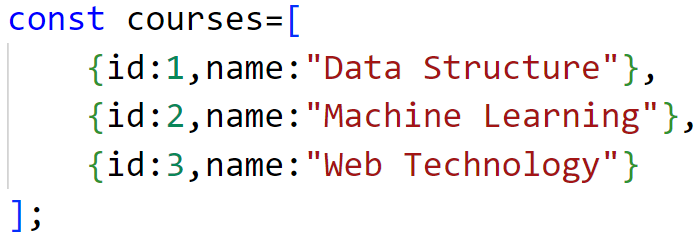 const courses=[
    {id:1,name:"Data Structure"},
    {id:2,name:"Machine Learning"},
    {id:3,name:"Web Technology"}
];